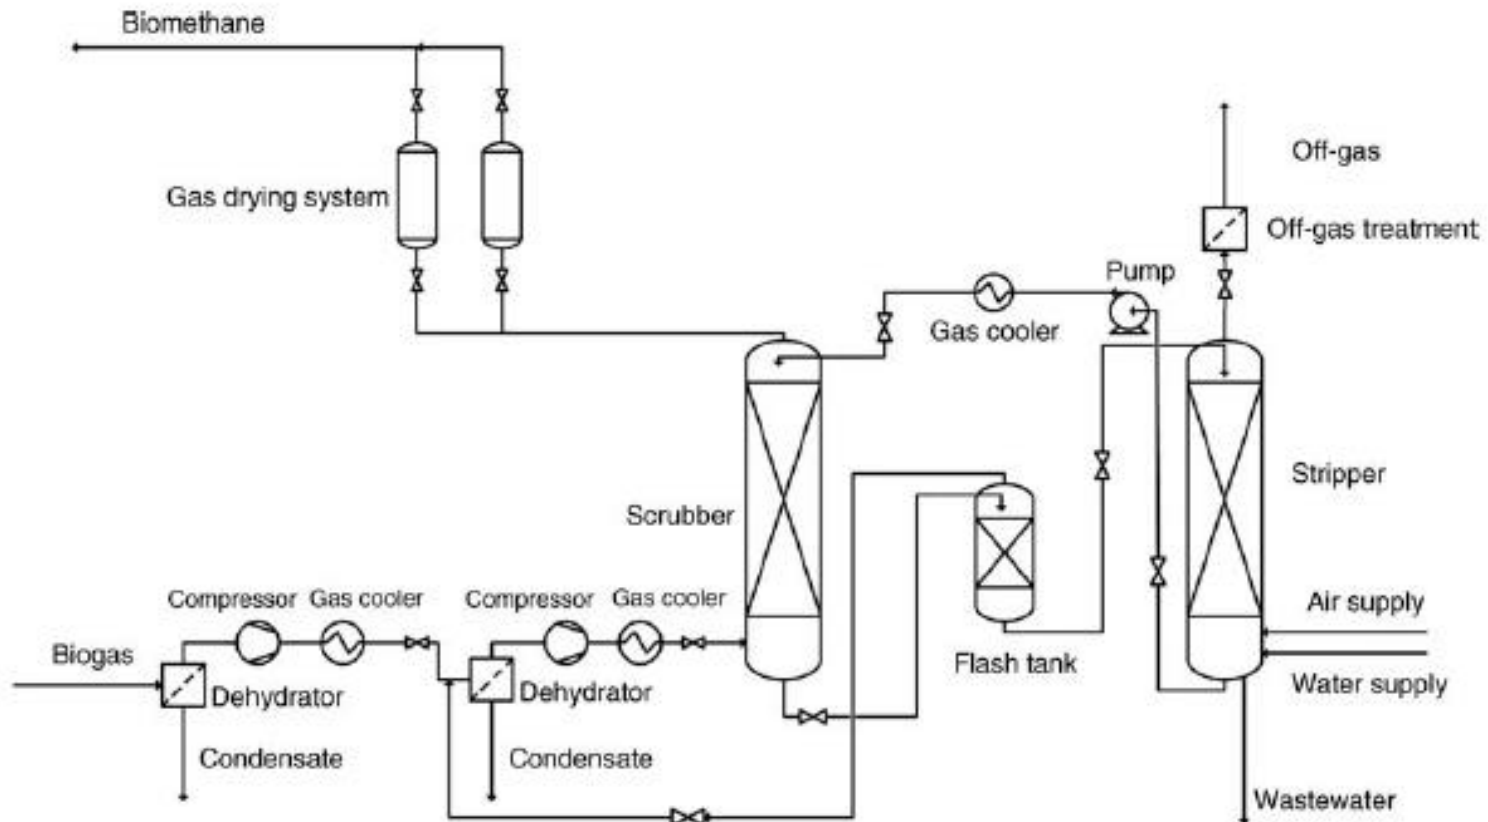 Biomethane
Off-gas
Gas drying system
Off-gas treatment
Pump
Gas cooler
Stripper
Scrubber
Compressor
Gas cooler
Compressor
Gas cooler
Air supply
Biogas
Flash tank
Dehydrator
Dehydrator
Water supply
Condensate
Condensate
Wastewater